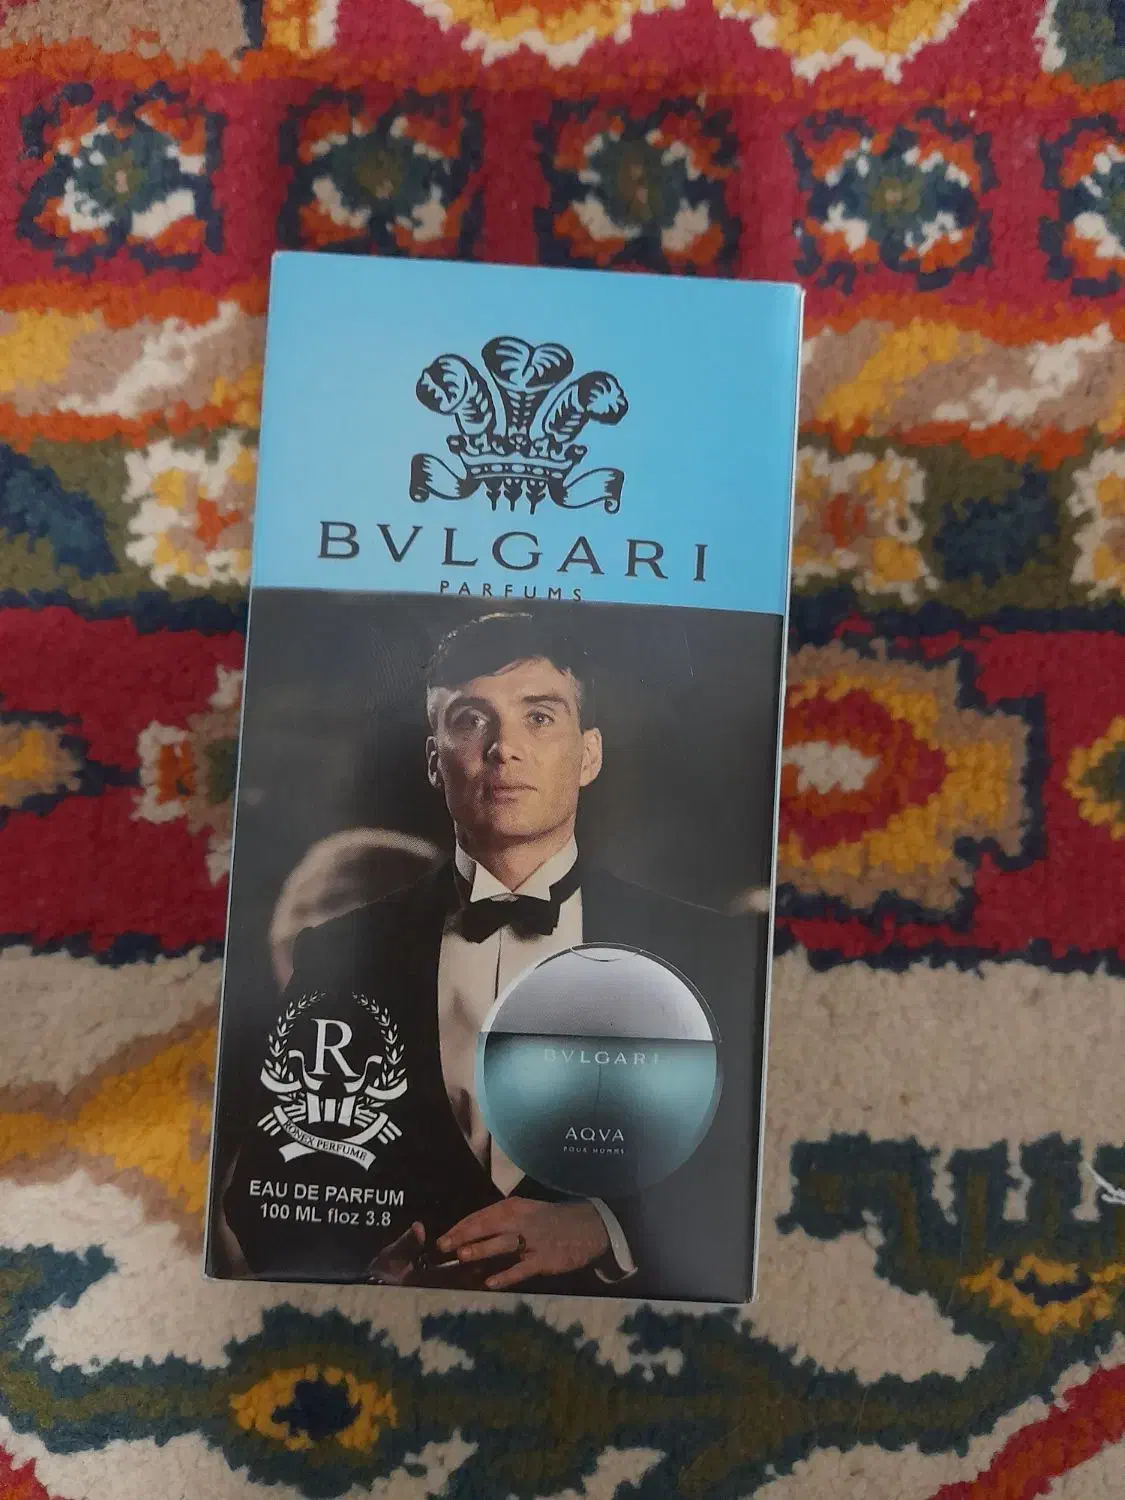 BVLGARI
PARFUMS
BVLGARI
AQVA
POUR HOMME
R
RONEX PERFUME
EAU DE PARFUM
100 ML floz 3.8